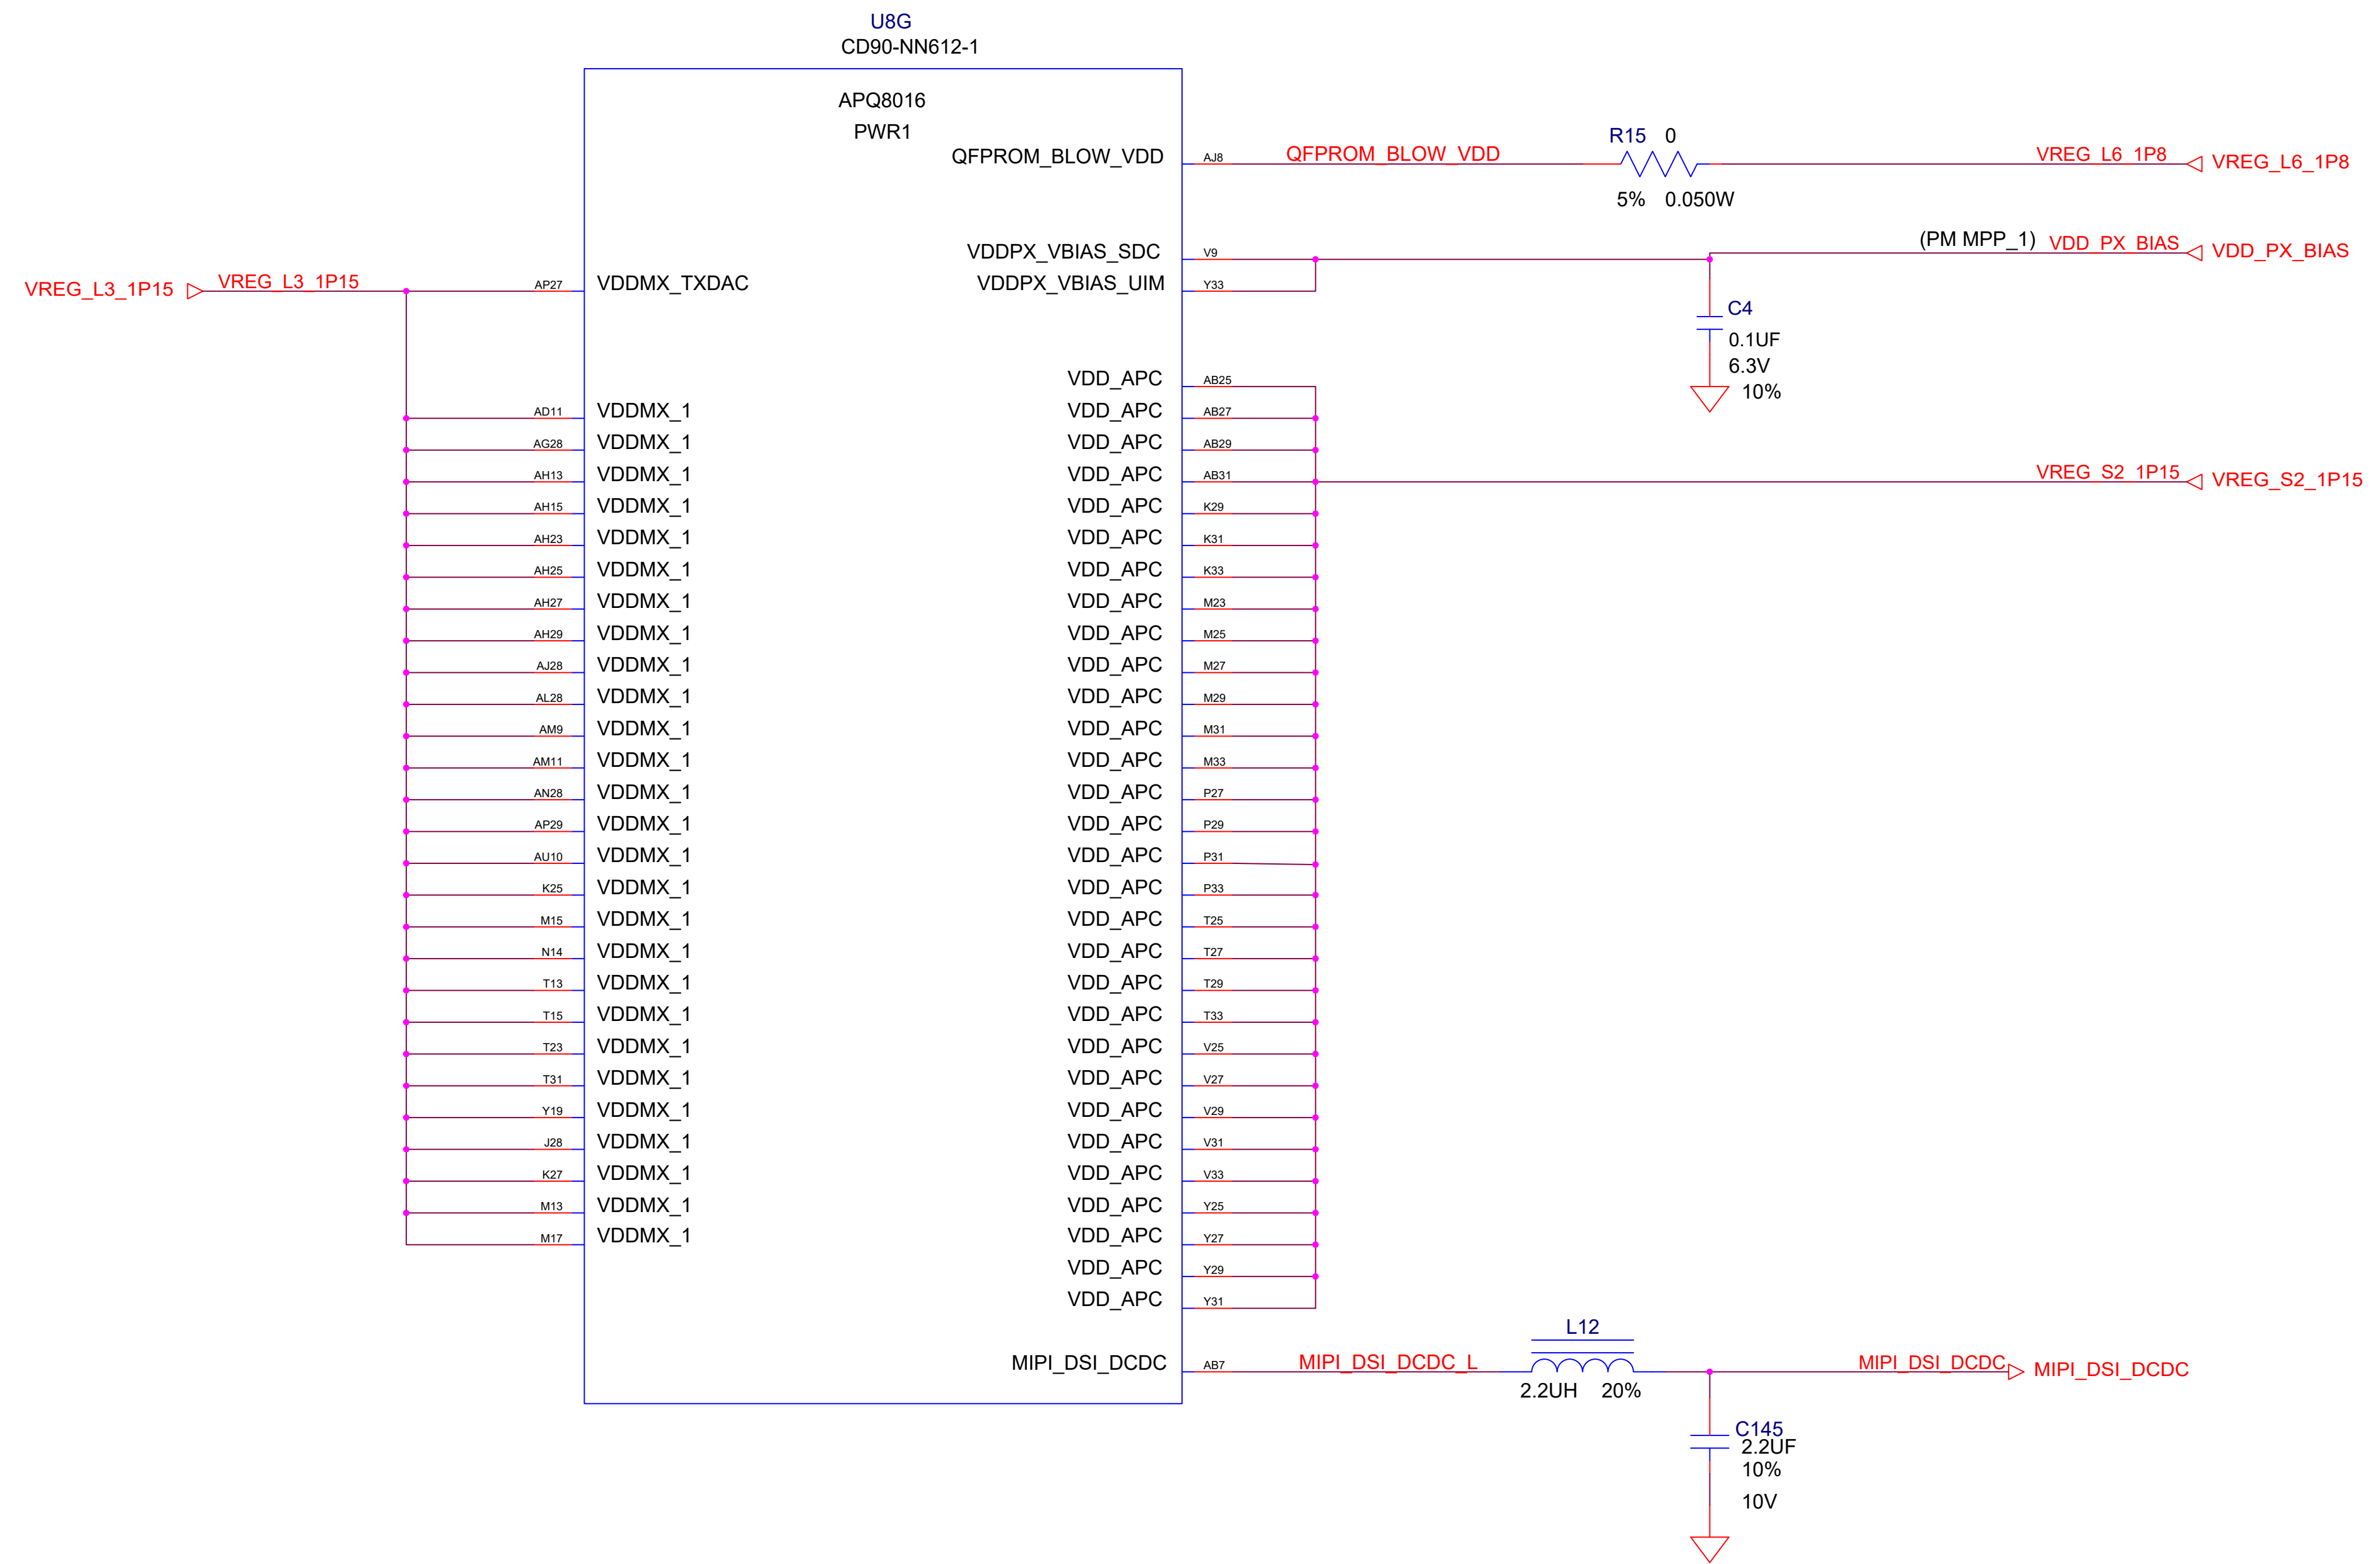 U8G
CD90-NN612-1
APQ8016
PWR1
QFPROM_BLOW_VDD AJ8 QFPROM_BLOW_VDD R15 0 VREG_L6_1P8 VREG_L6_1P8
5% 0.050W
VDDPX_VBIAS_SDC V9 (PM MPP_1) VDD_PX_BIAS VDD_PX_BIAS
VREG_L3_1P15 VREG_L3_1P15 AP27 VDDMX_TXDAC VDDPX_VBIAS_UIM Y33
C4
0.1UF
6.3V
10%
VDD_APC AB25
AD11 VDDMX_1 VDD_APC AB27
AG28 VDDMX_1 VDD_APC AB29
AH13 VDDMX_1 VDD_APC AB31 VREG_S2_1P15 VREG_S2_1P15
AH15 VDDMX_1 VDD_APC K29
AH23 VDDMX_1 VDD_APC K31
AH25 VDDMX_1 VDD_APC K33
AH27 VDDMX_1 VDD_APC M23
AH29 VDDMX_1 VDD_APC M25
AJ28 VDDMX_1 VDD_APC M27
AL28 VDDMX_1 VDD_APC M29
AM9 VDDMX_1 VDD_APC M31
AM11 VDDMX_1 VDD_APC M33
AN28 VDDMX_1 VDD_APC P27
AP29 VDDMX_1 VDD_APC P29
AU10 VDDMX_1 VDD_APC P31
K25 VDDMX_1 VDD_APC P33
M15 VDDMX_1 VDD_APC T25
N14 VDDMX_1 VDD_APC T27
T13 VDDMX_1 VDD_APC T29
T15 VDDMX_1 VDD_APC T33
T23 VDDMX_1 VDD_APC V25
T31 VDDMX_1 VDD_APC V27
Y19 VDDMX_1 VDD_APC V29
J28 VDDMX_1 VDD_APC V31
K27 VDDMX_1 VDD_APC V33
M13 VDDMX_1 VDD_APC Y25
M17 VDDMX_1 VDD_APC Y27
VDD_APC Y29
VDD_APC Y31
L12
MIPI_DSI_DCDC AB7 MIPI_DSI_DCDC_L MIPI_DSI_DCDC MIPI_DSI_DCDC
2.2UH 20%
C145
2.2UF
10%
10V